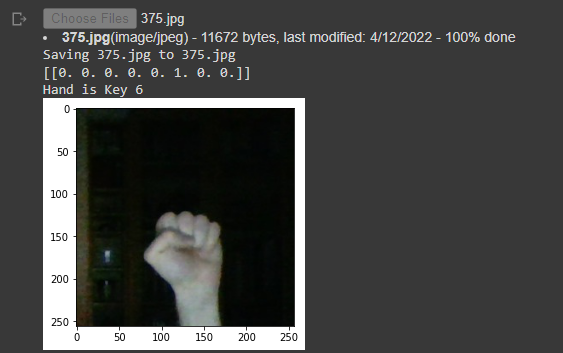 Choose Files 375.jpg
• 375.jpg(image/jpeg) - 11672 bytes, last modified: 4/12/2022 - 100% done
Saving 375.jpg to 375.jpg
[[0. 0. 0. 0. 0. 1. 0. 0.]]
Hand is Key 6
0
50
100
150
200
250
0 50 100 150 200 250